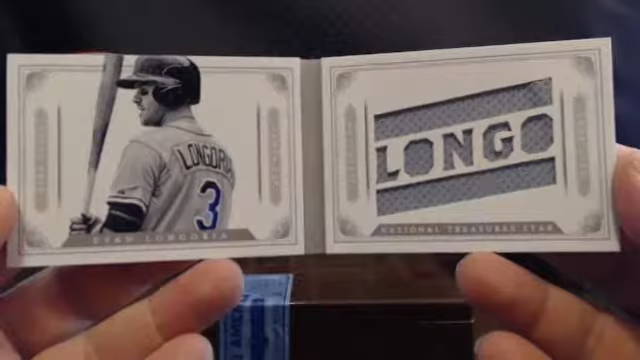 LONGORIA
3
EVAN LONGORIA
LONGO
NATIONAL TREASURES STAR